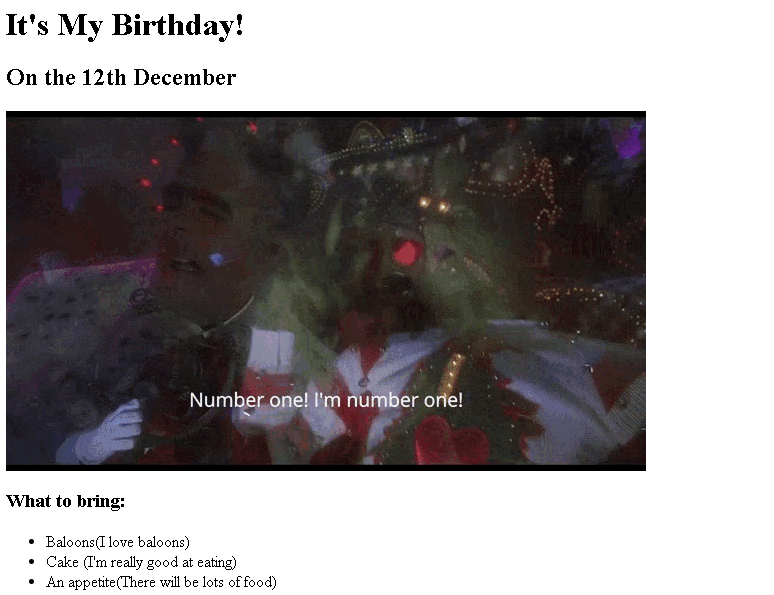 It's My Birthday!
On the 12th December
Number one! I'm number one!
What to bring:
Baloons(I love baloons)
Cake (I'm really good at eating)
An appetite(There will be lots of food)